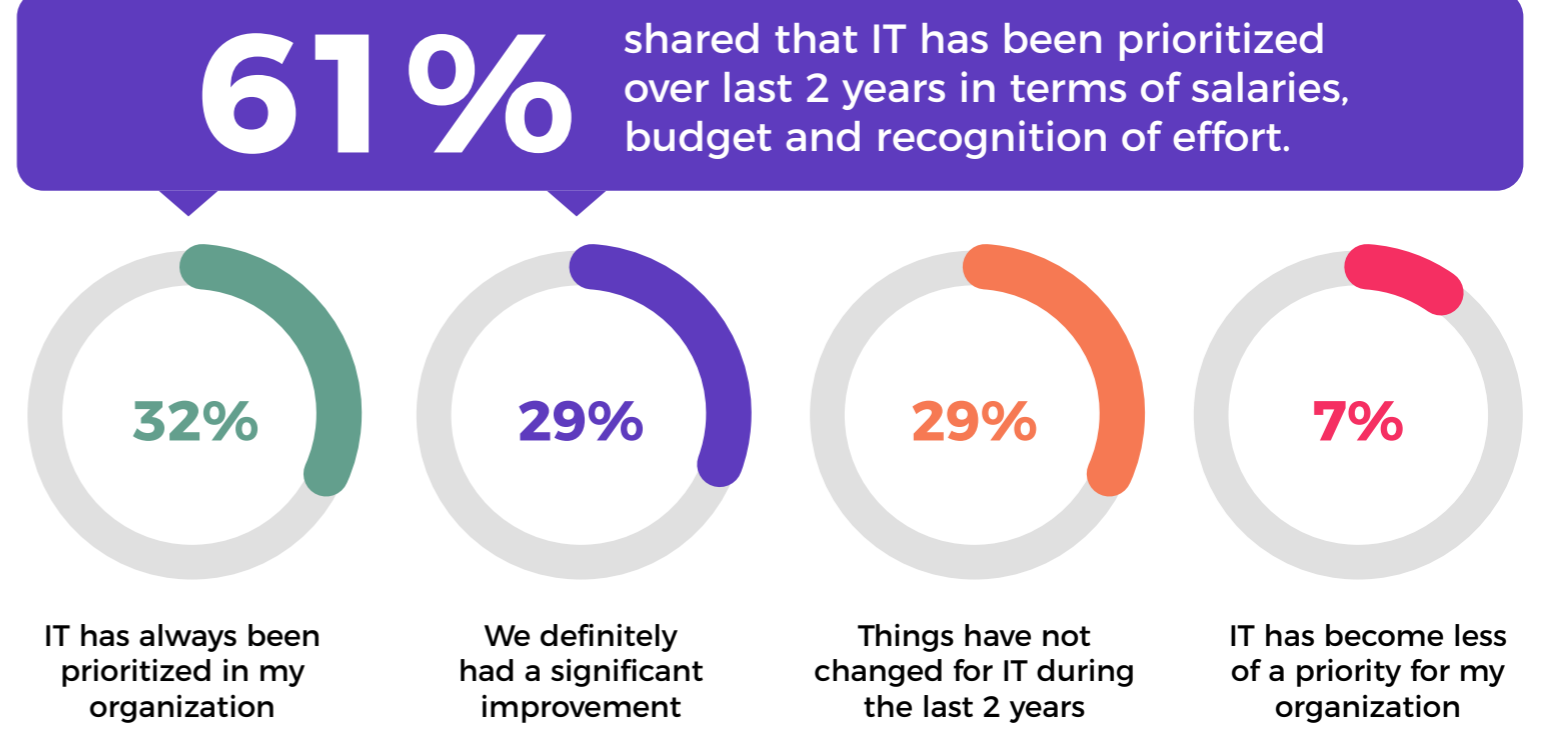 61%
shared that IT has been prioritized
over last 2 years in terms of salaries,
budget and recognition of effort.
32%
29%
29%
7%
IT has always been
prioritized in my
organization
We definitely
had a significant
improvement
Things have not
changed for IT during
the last 2 years
IT has become less
of a priority for my
organization